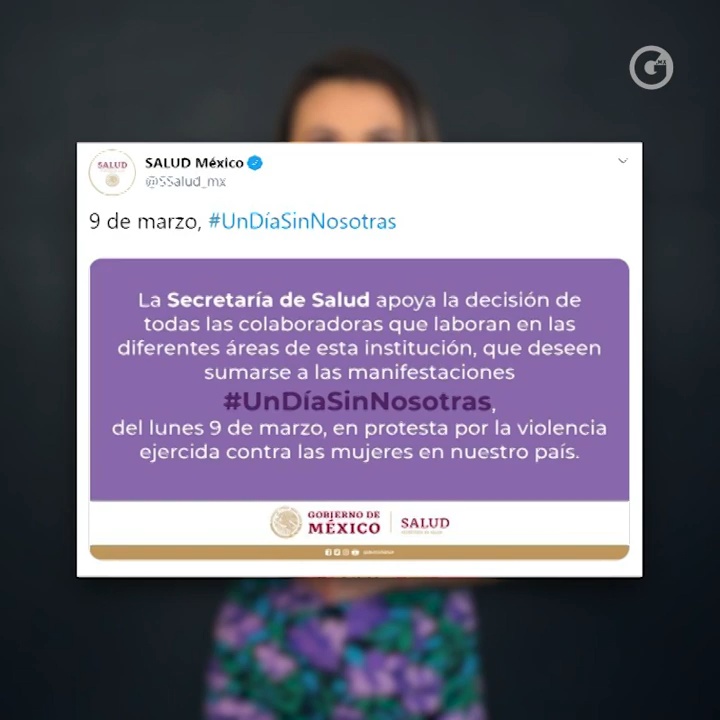 G MX
SALUD
SALUD México
@SSalud_mx
9 de marzo, #UnDíaSinNosotras
La Secretaría de Salud apoya la decisión de
todas las colaboradoras que laboran en las
diferentes áreas de esta institución, que deseen
sumarse a las manifestaciones
#UnDíaSinNosotras,
del lunes 9 de marzo, en protesta por la violencia
ejercida contra las mujeres en nuestro país.
GOBIERNO DE
MÉXICO
SALUD